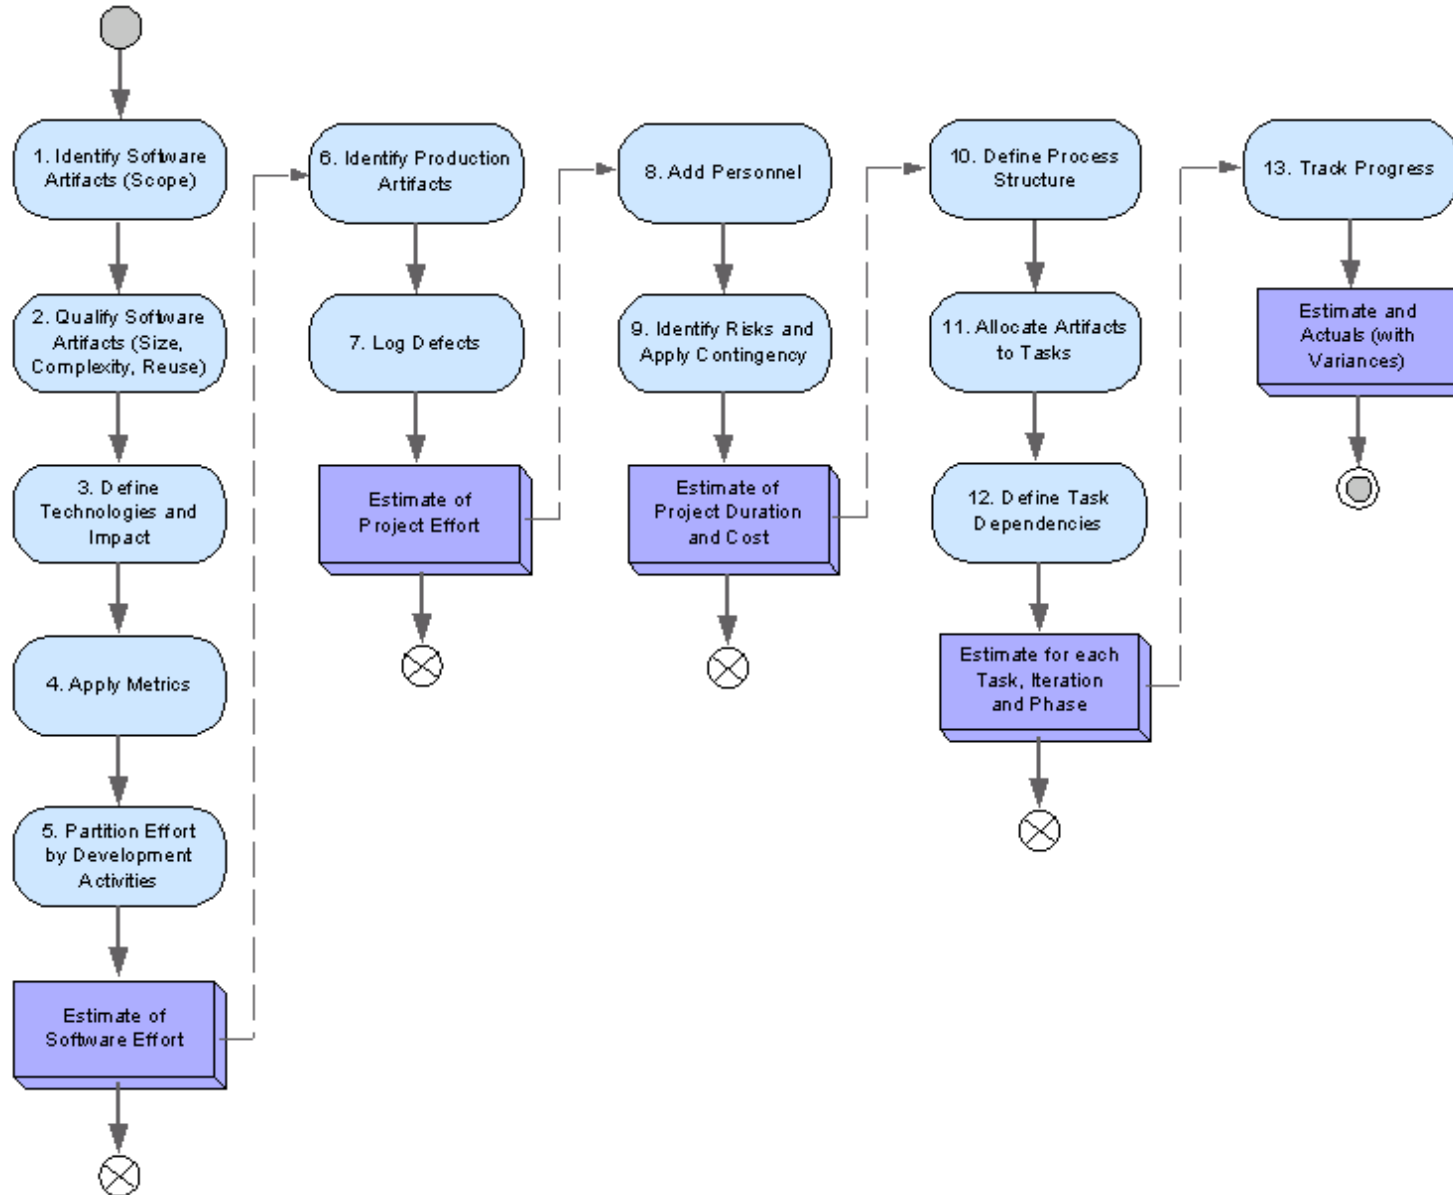 1. Identify Software
Artifacts (Scope)
2. Qualify Software
Artifacts (Size,
Complexity, Reuse)
3. Define
Technologies and
Impact
4. Apply Metrics
5. Partition Effort
by Development
Activities
Estimate of
Software Effort
6. Identify Production
Artifacts
7. Log Defects
Estimate of
Project Effort
8. Add Personnel
9. Identify Risks and
Apply Contingency
Estimate of
Project Duration
and Cost
10. Define Process
Structure
11. Allocate Artifacts
to Tasks
12. Define Task
Dependencies
Estimate for each
Task, Iteration
and Phase
13. Track Progress
Estimate and
Actuals (with
Variances)